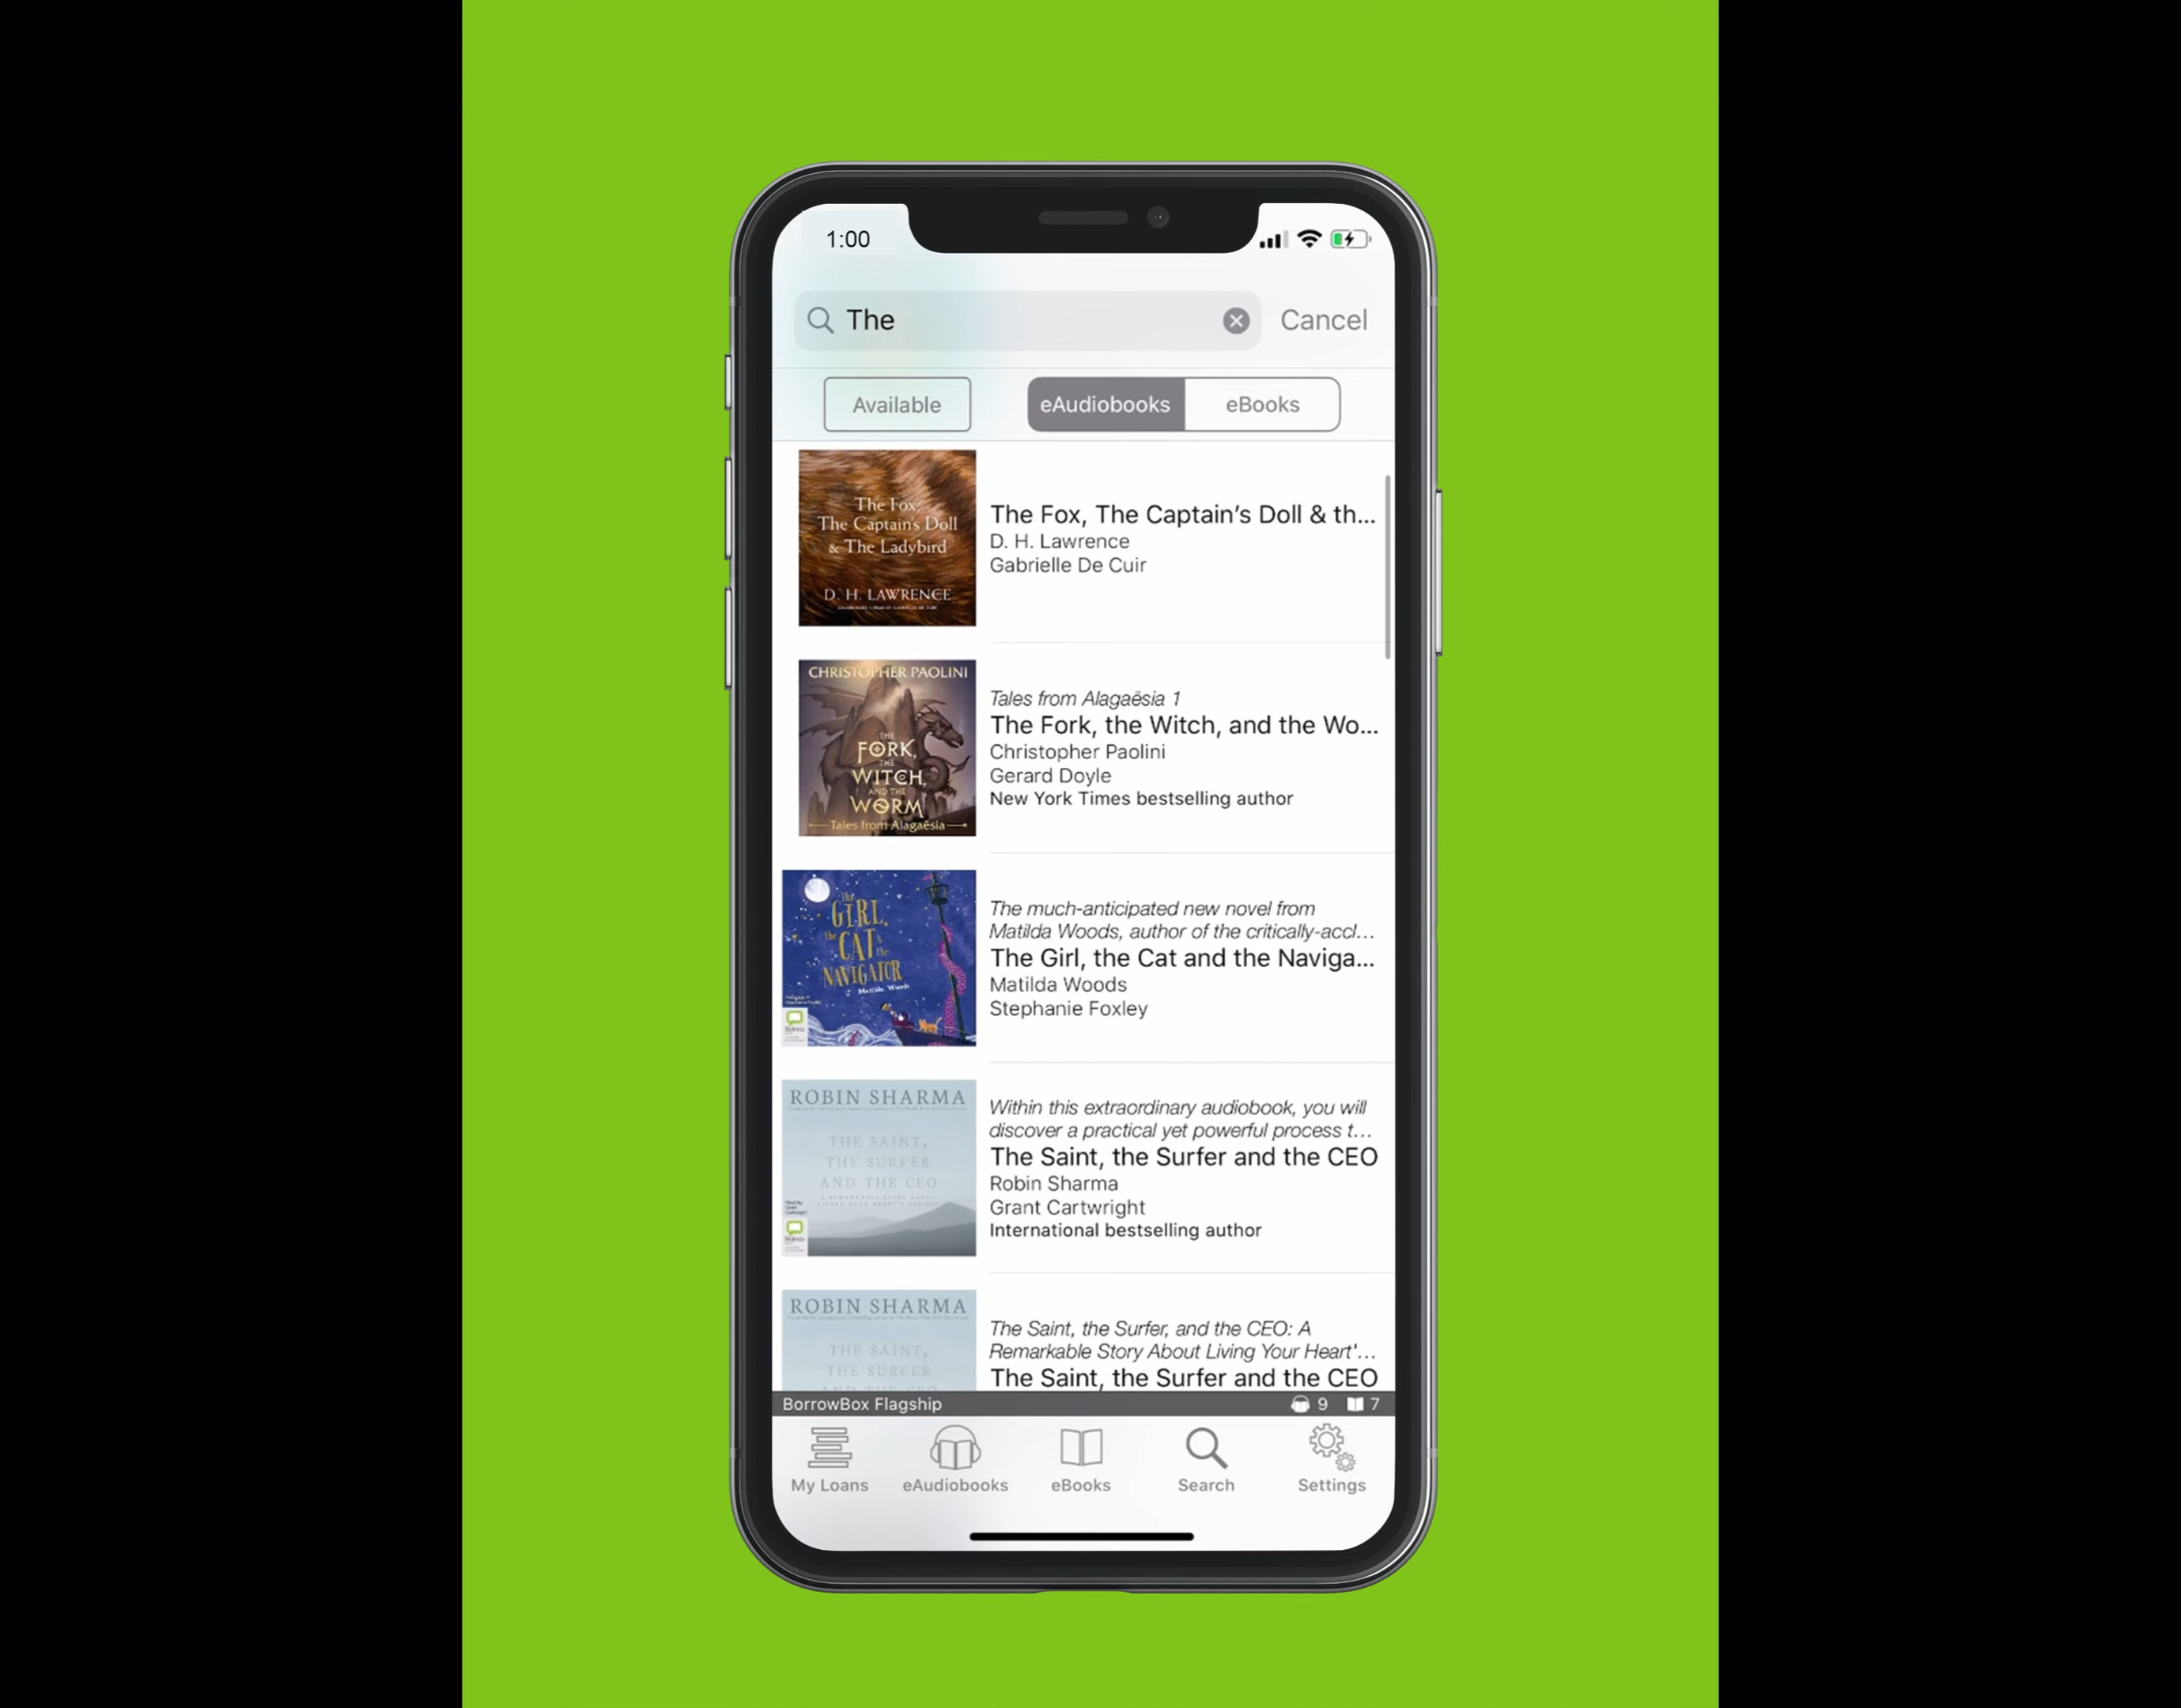 1:00
The
Cancel
Available
eAudiobooks
eBooks
The Fox,
The Captain's Doll
& The Ladybird
D. H. LAWRENCE
The Fox, The Captain's Doll & th...
D. H. Lawrence
Gabrielle De Cuir
CHRISTOPHER PAOLINI
THE
FORK,
THE
WITCH,
AND THE
WORM
Tales from Alagaësia
Tales from Alagaësia 1
The Fork, the Witch, and the Wo...
Christopher Paolini
Gerard Doyle
New York Times bestselling author
The
GIRL,
the CAT &
the
NAVIGATOR
Matilda Woods
The much-anticipated new novel from
Matilda Woods, author of the critically-accl...
The Girl, the Cat and the Naviga...
Matilda Woods
Stephanie Foxley
ROBIN SHARMA
THE SAINT,
THE SURFER
AND THE CEO
Within this extraordinary audiobook, you will
discover a practical yet powerful process t...
The Saint, the Surfer and the CEO
Robin Sharma
Grant Cartwright
International bestselling author
ROBIN SHARMA
THE SAINT,
THE SURFER
AND THE CEO
The Saint, the Surfer, and the CEO: A
Remarkable Story About Living Your Heart'...
The Saint, the Surfer and the CEO
BorrowBox Flagship
9
7
My Loans
eAudiobooks
eBooks
Search
Settings